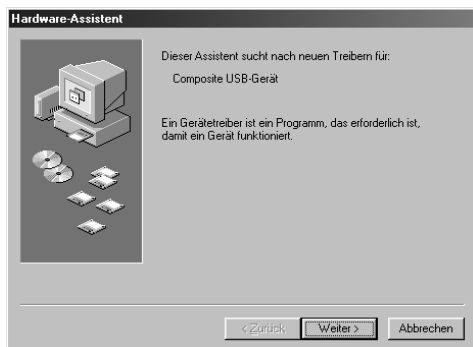 Hardware-Assistent
Dieser Assistent sucht nach neuen Treibern für:
Composite USB-Gerät
Ein Gerätetreiber ist ein Programm, das erforderlich ist,
damit ein Gerät funktioniert.
< Zurück Weiter > Abbrechen